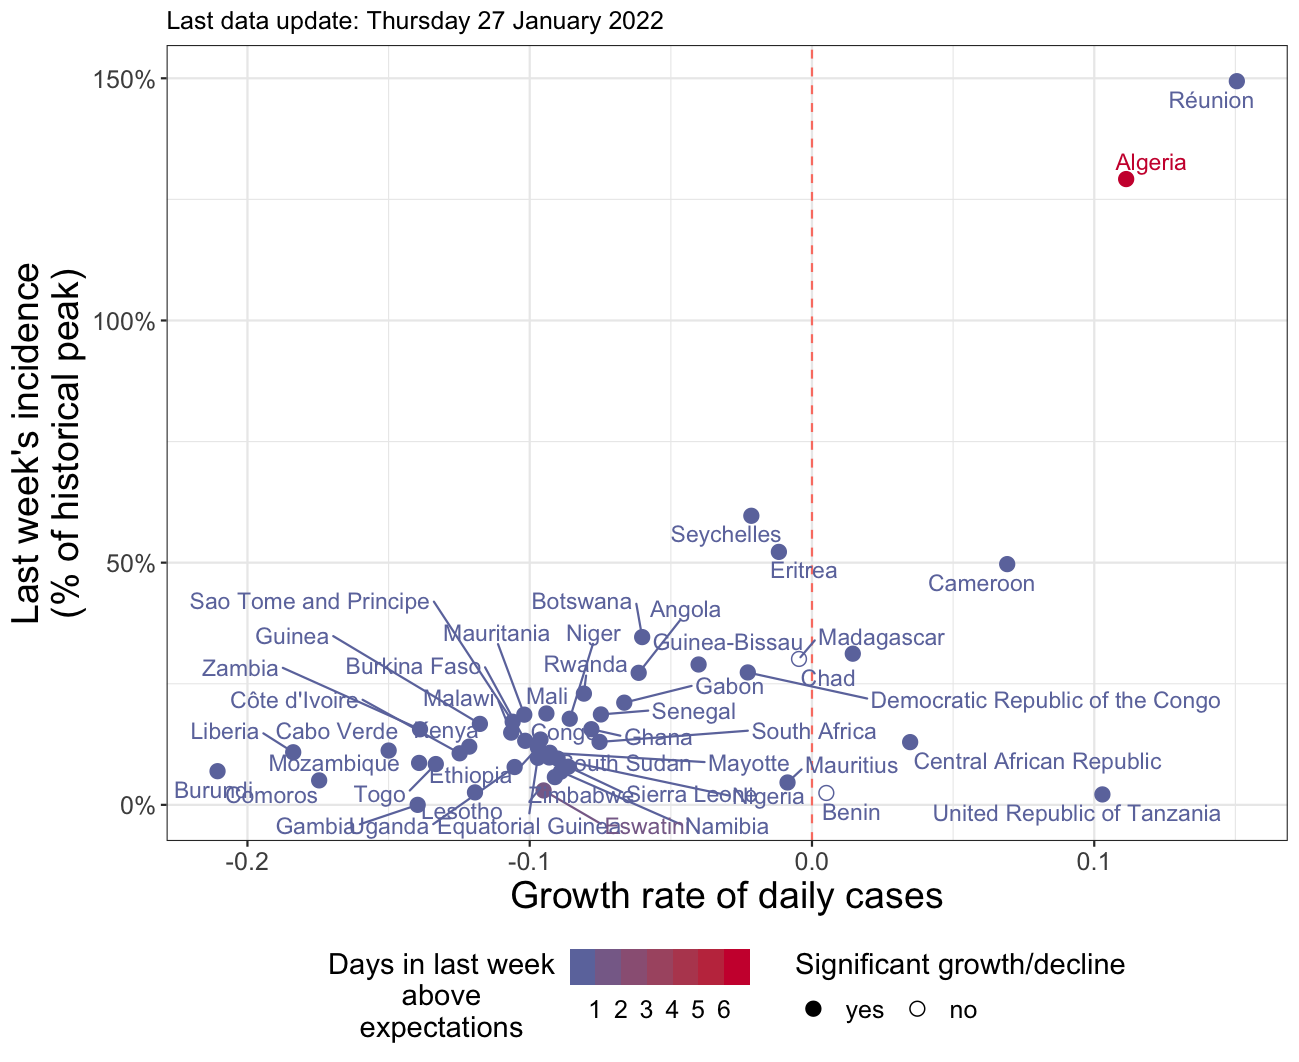 Last data update: Thursday 27 January 2022
Last week's incidence
(% of historical peak)
150%
100%
50%
0%
Réunion
Algeria
Seychelles
Eritrea
Cameroon
Sao Tome and Principe
Botswana
Angola
Guinea
Mauritania
Niger
Guinea-Bissau
Madagascar
Zambia
Burkina Faso
Rwanda
Chad
Côte d'Ivoire
Malawi
Mali
Gabon
Democratic Republic of the Congo
Senegal
Liberia
Cabo Verde
Kenya
Congo
Ghana
South Africa
Mozambique
Ethiopia
South Sudan
Mayotte
Mauritius
Central African Republic
Burundi
Comoros
Togo
Lesotho
Zimbabwe
Sierra Leone
Nigeria
Benin
United Republic of Tanzania
Gambia
Uganda
Equatorial Guinea
Eswatini
Namibia
-0.2
-0.1
0.0
0.1
Growth rate of daily cases
Days in last week
above
expectations
1 2 3 4 5 6
Significant growth/decline
yes
no